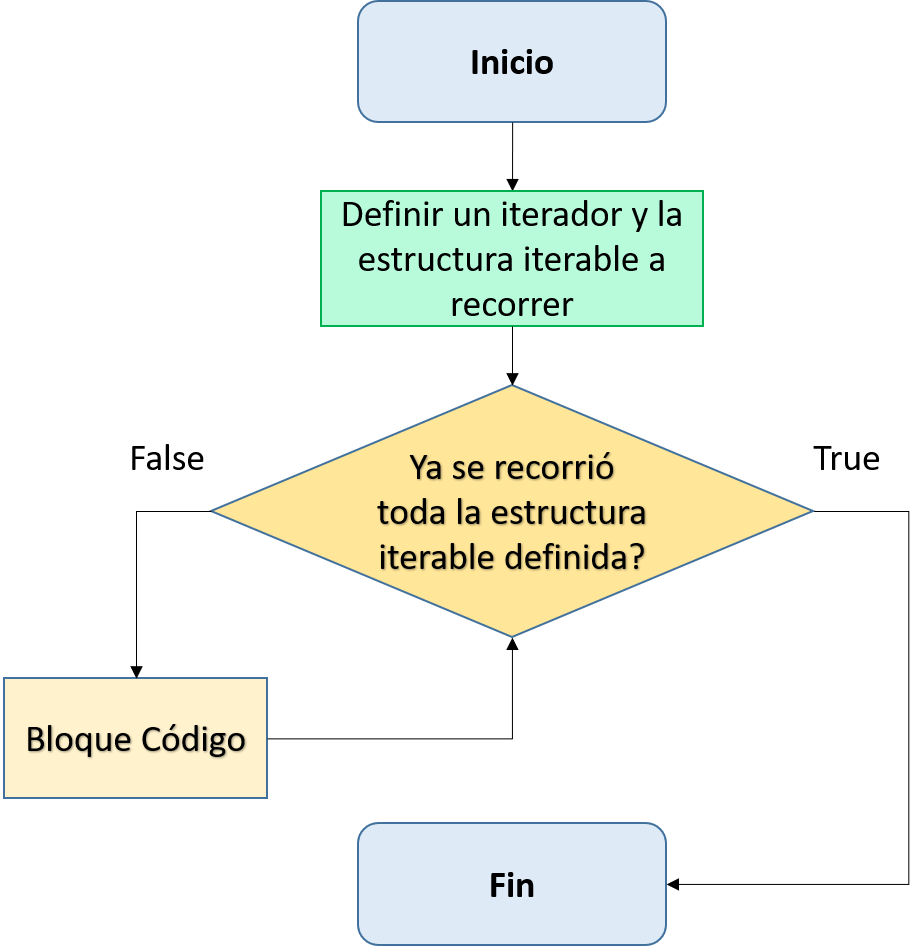 Inicio
Definir un iterador y la
estructura iterable a
recorrer
False
True
Ya se recorrió
toda la estructura
iterable definida?
Bloque Código
Fin